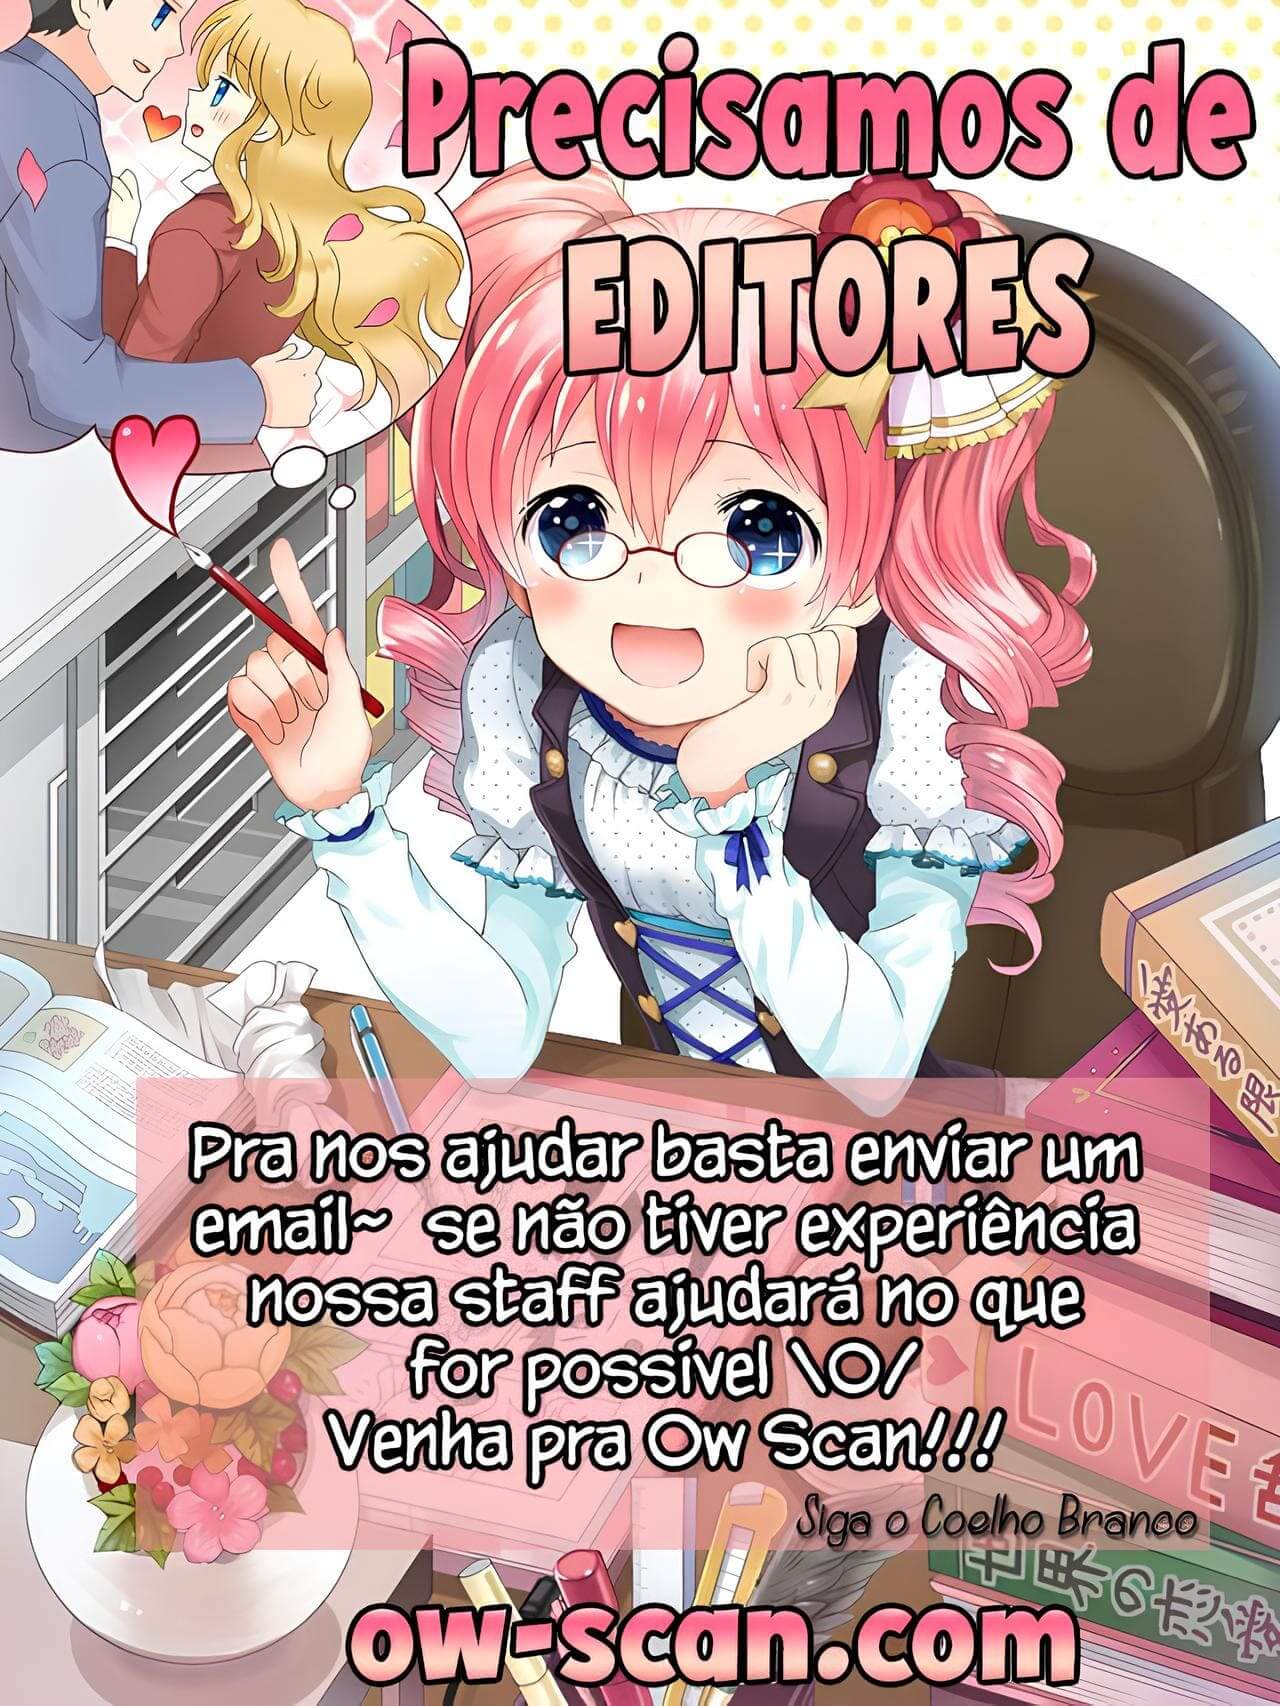 Precisamos de
EDITORES
Pra nos ajudar basta enviar um
email~ se não tiver experiência
nossa staff ajudará no que
for possível \O/
Venha pra Ow Scan!!!
Siga o Coelho Branco
LOVE
ow-scan.com